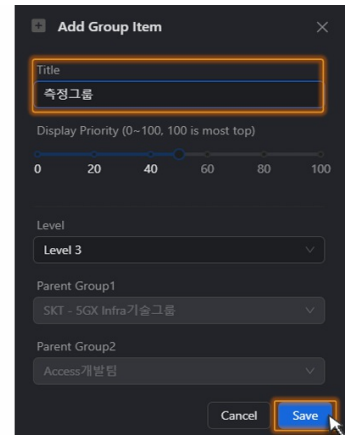 Add Group Item
Title
측정그룹
Display Priority (0~100, 100 is most top)
0 20 40 60 80 100
Level
Level 3
Parent Group1
SKT - 5GX Infra기술그룹
Parent Group2
Access개발팀
Cancel Save